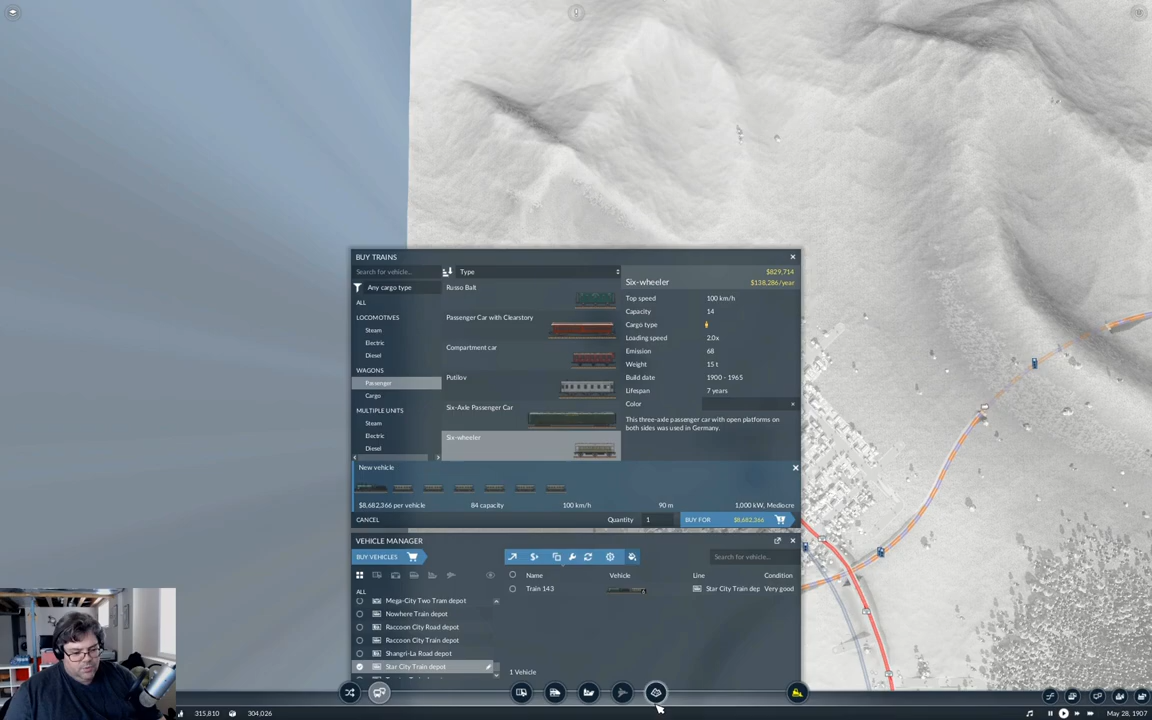 BUY TRAINS
Search for vehicle...
Type
Any cargo type
ALL
LOCOMOTIVES
Steam
Electric
Diesel
WAGONS
Passenger
Cargo
MULTIPLE UNITS
Steam
Electric
Diesel
Russo Balt
Passenger Car with Clearstory
Compartment car
Putilov
Six-Axle Passenger Car
Six-wheeler
$829,714
Six-wheeler
$138,286/year
Top speed 100 km/h
Capacity 14
Cargo type
Loading speed 2.0x
Emission 68
Weight 15 t
Build date 1900 - 1965
Lifespan 7 years
Color
This three-axle passenger car with open platforms on
both sides was used in Germany.
New vehicle
$8,682,366 per vehicle 84 capacity 100 km/h 90 m 1,000 kW, Mediocre
CANCEL Quantity 1 BUY FOR $8,682,366
VEHICLE MANAGER
BUY VEHICLES
Search for vehicle...
ALL
Mega-City Two Tram depot
Nowhere Train depot
Raccoon City Road depot
Raccoon City Train depot
Shangri-La Road depot
Star City Train depot
Name Vehicle Line Condition
Train 143 Star City Train dep Very good
1 Vehicle
315,810 304,026 May 28, 1907